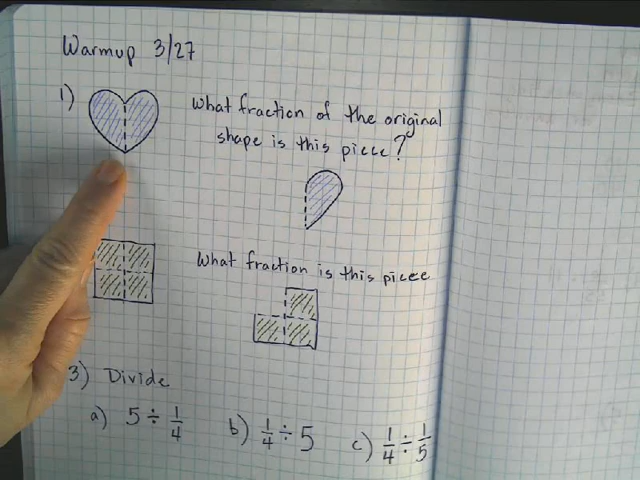 Warmup 3/27
1)
What fraction of the original
shape is this piece?
What fraction is this piece
3) Divide
a) 5 ÷ 1/4
b) 1/4 ÷ 5
c) 1/4 ÷ 1/5